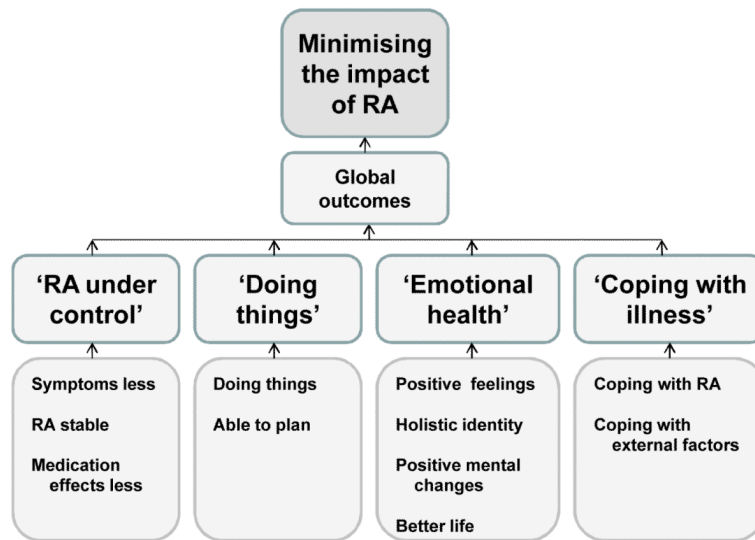 Minimising
the impact
of RA
Global
outcomes
‘RA under
control’
‘Doing
things’
‘Emotional
health’
‘Coping with
illness’
Symptoms less
RA stable
Medication
effects less
Doing things
Able to plan
Positive feelings
Holistic identity
Positive mental
changes
Better life
Coping with RA
Coping with
external factors